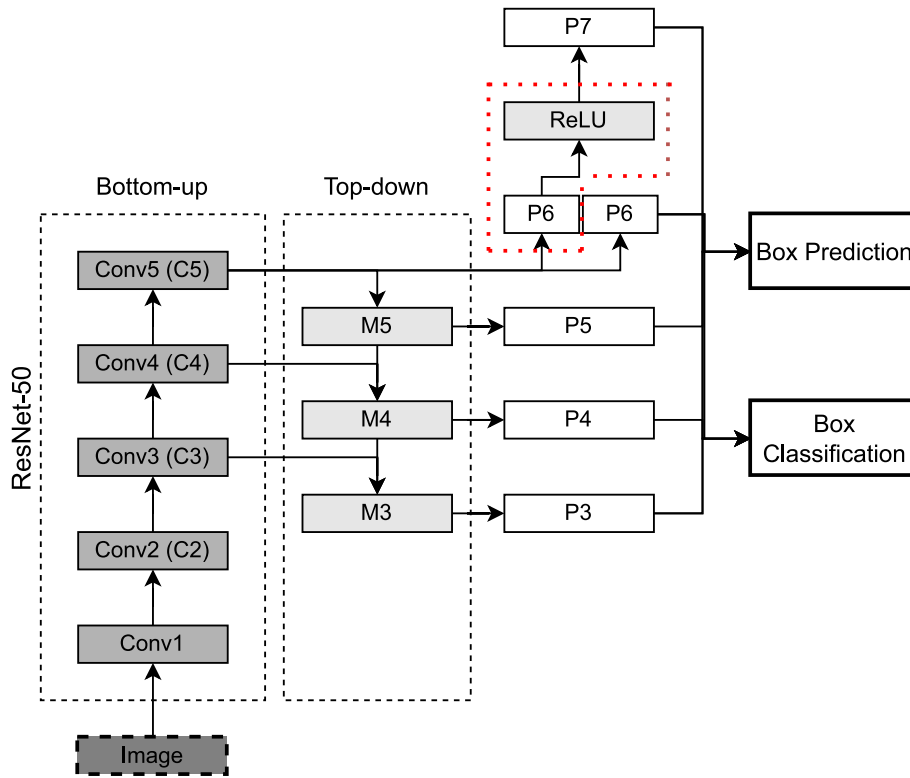 P7
ReLU
Bottom-up
Top-down
P6
P6
Conv5 (C5)
Box Prediction
M5
P5
Conv4 (C4)
ResNet-50
M4
P4
Box
Classification
Conv3 (C3)
M3
P3
Conv2 (C2)
Conv1
Image